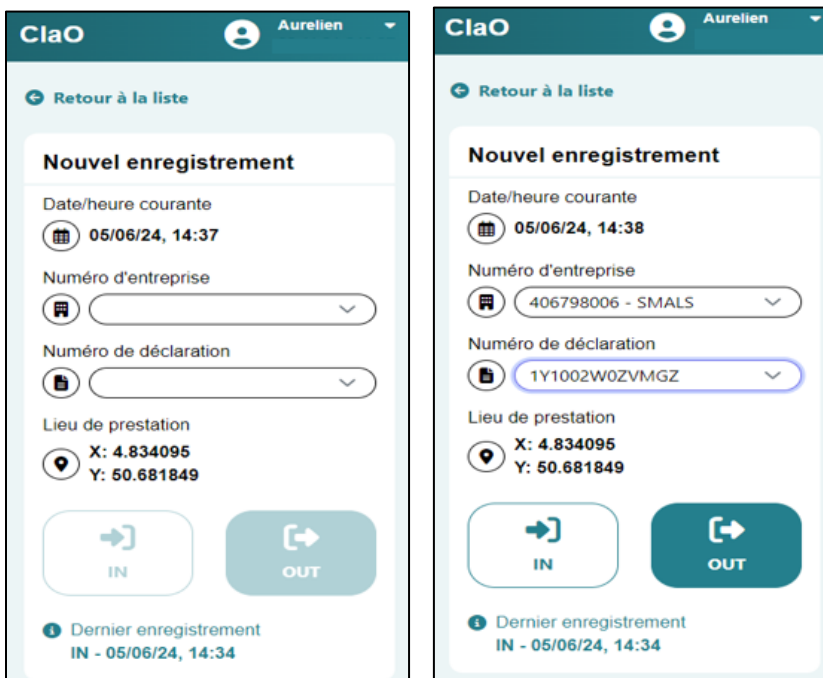 CIaO
Aurelien
Retour à la liste
Nouvel enregistrement
Date/heure courante
05/06/24, 14:37
Numéro d'entreprise
Numéro de déclaration
Lieu de prestation
X: 4.834095
Y: 50.681849
IN
OUT
Dernier enregistrement
IN - 05/06/24, 14:34
CIaO
Aurelien
Retour à la liste
Nouvel enregistrement
Date/heure courante
05/06/24, 14:38
Numéro d'entreprise
406798006 - SMALS
Numéro de déclaration
1Y1002W0ZVMGZ
Lieu de prestation
X: 4.834095
Y: 50.681849
IN
OUT
Dernier enregistrement
IN - 05/06/24, 14:34